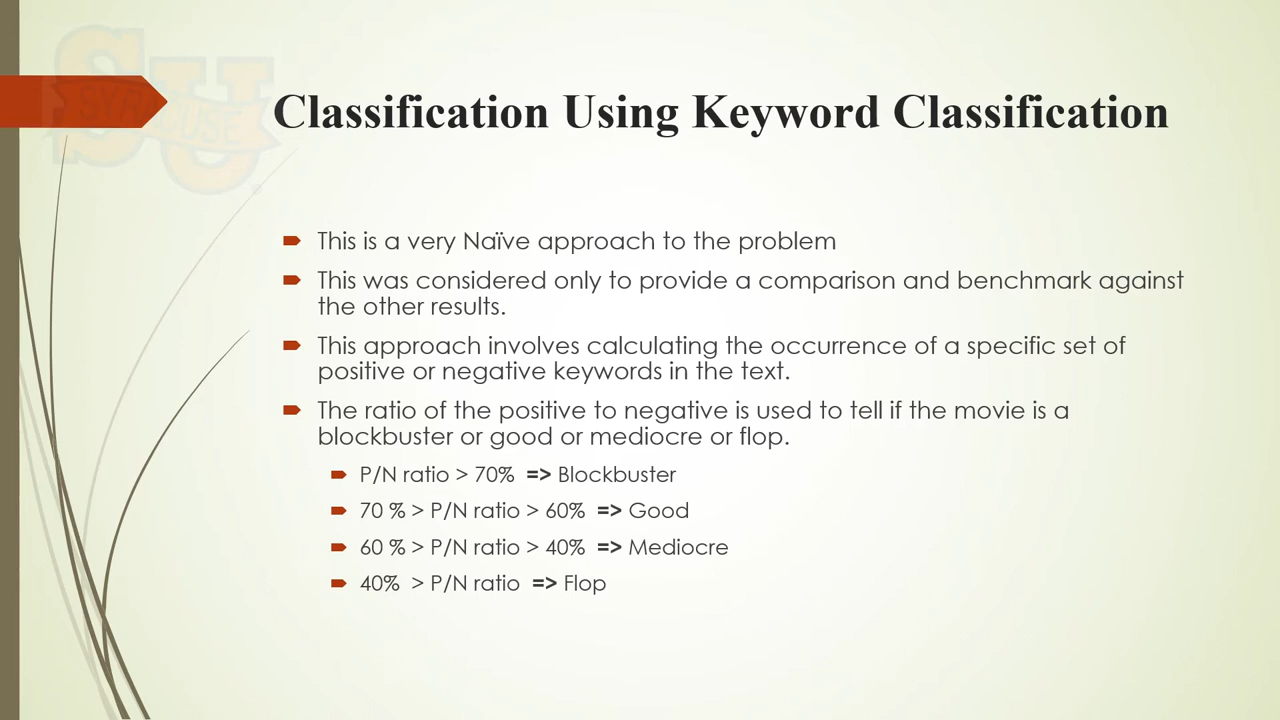 SU
SYRACUSE
Classification Using Keyword Classification
This is a very Naïve approach to the problem
This was considered only to provide a comparison and benchmark against
the other results.
This approach involves calculating the occurrence of a specific set of
positive or negative keywords in the text.
The ratio of the positive to negative is used to tell if the movie is a
blockbuster or good or mediocre or flop.
P/N ratio > 70% => Blockbuster
70 % > P/N ratio > 60% => Good
60 % > P/N ratio > 40% => Mediocre
40% > P/N ratio => Flop